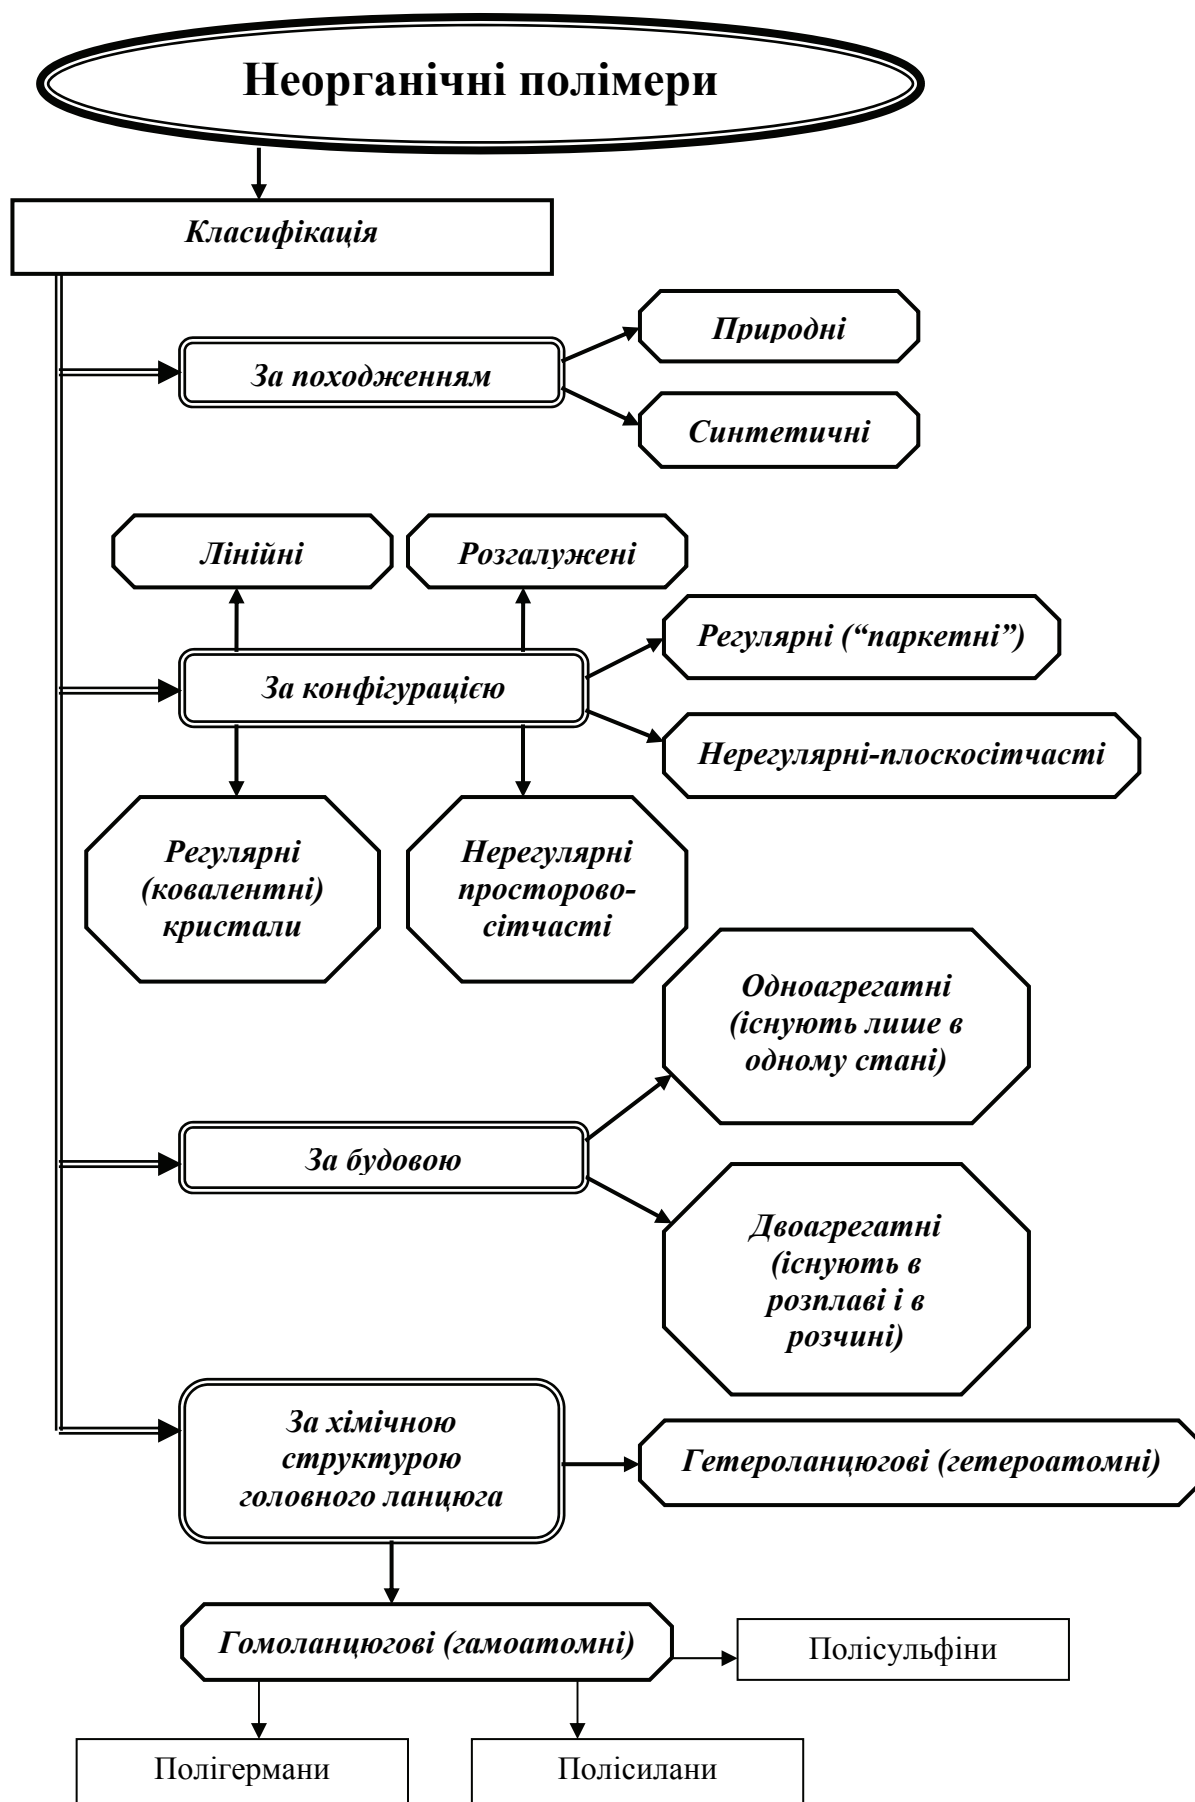 Неорганічні полімери
Класифікація
Природні
За походженням
Синтетичні
Лінійні
Розгалужені
Регулярні (“паркетні”)
За конфігурацією
Нерегулярні-плоскосітчасті
Регулярні
(ковалентні)
кристали
Нерегулярні
просторово-
сітчасті
Одноагрегатні
(існують лише в
одному стані)
За будовою
Двоагрегатні
(існують в
розплаві і в
розчині)
За хімічною
структурою
головного ланцюга
Гетероланцюгові (гетероатомні)
Гомоланцюгові (гамоатомні)
Полісульфіни
Полігермани
Полісилани